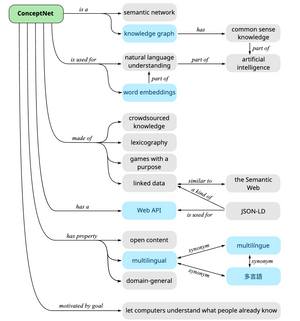 ConceptNet
is a
semantic network
knowledge graph
has
common sense
knowledge
part of
is used for
natural language
understanding
part of
artificial
intelligence
part of
word embeddings
made of
crowdsourced
knowledge
lexicography
games with a
purpose
linked data
similar to
the Semantic
Web
a kind of
has a
Web API
is used for
JSON-LD
has property
open content
multilingual
domain-general
synonym
multilingue
synonym
synonym
多言語
motivated by goal
let computers understand what people already know